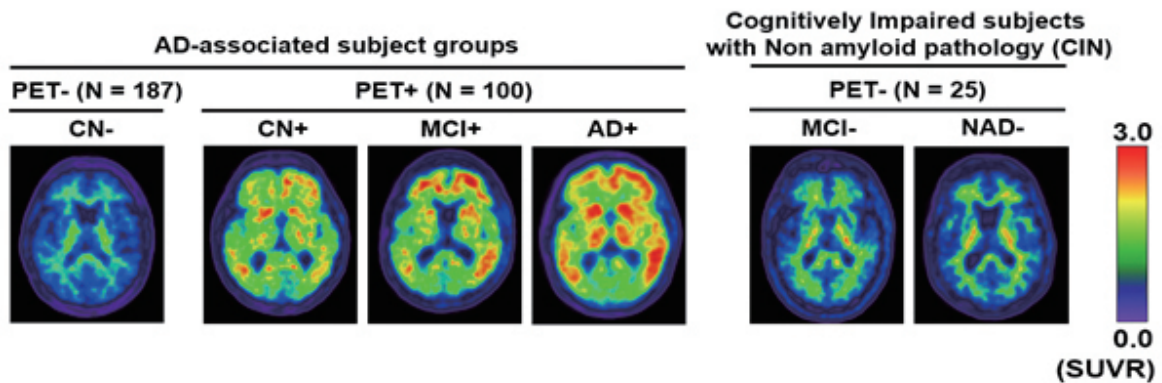 AD-associated subject groups
Cognitively Impaired subjects
with Non amyloid pathology (CIN)
PET- (N = 187)
PET+ (N = 100)
PET- (N = 25)
CN-
CN+
MCI+
AD+
MCI-
NAD-
3.0
0.0
(SUVR)